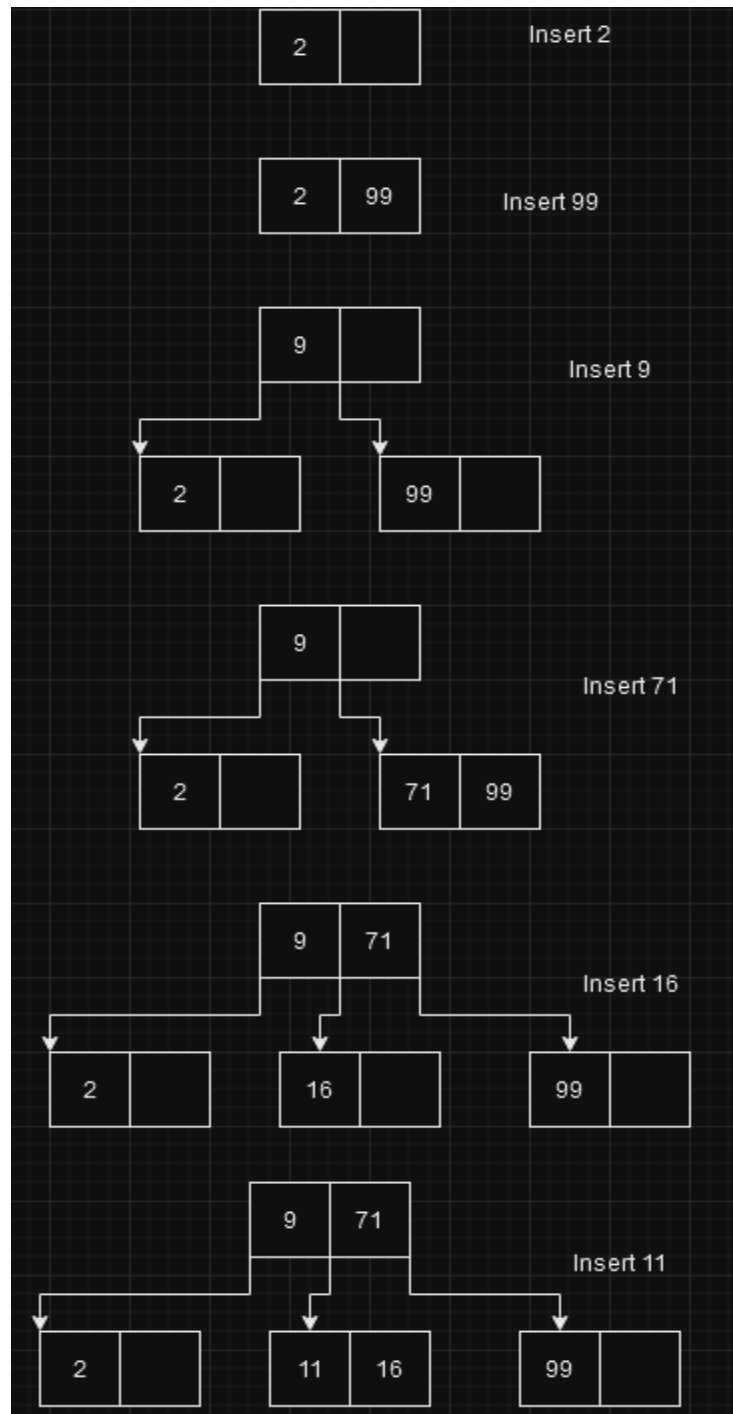 2 Insert 2
2 99 Insert 99
9 Insert 9
2 99
9 Insert 71
2 71 99
9 71 Insert 16
2 16 99
9 71 Insert 11
2 11 16 99